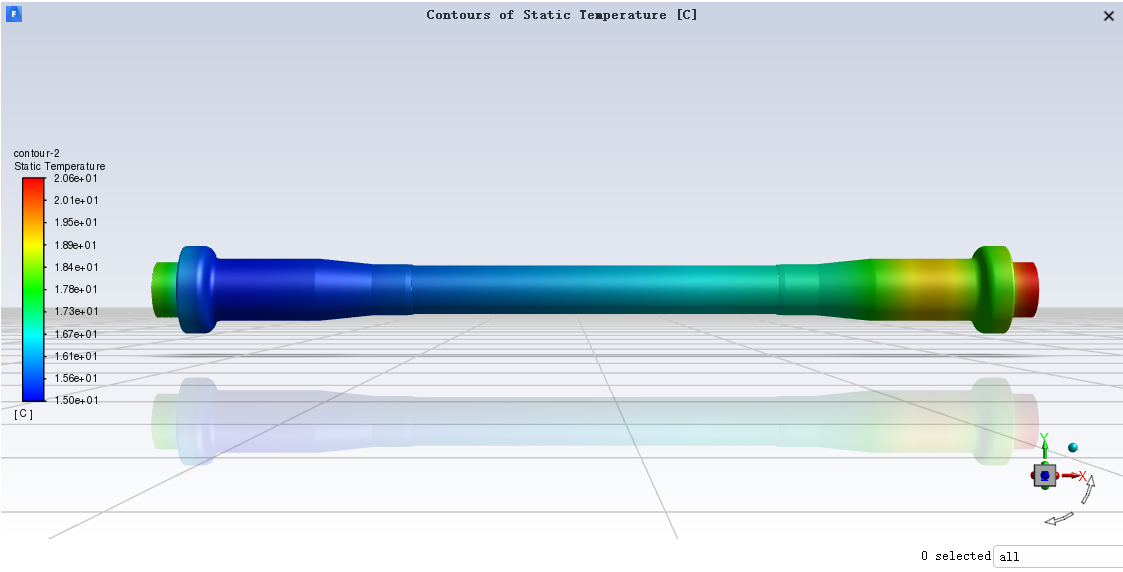 F
Contours of Static Temperature [C]
contour-2
Static Temperature
2.06e+01
2.01e+01
1.95e+01
1.89e+01
1.84e+01
1.78e+01
1.73e+01
1.67e+01
1.61e+01
1.56e+01
1.50e+01
[C]
Y
X
Z
0 selected all